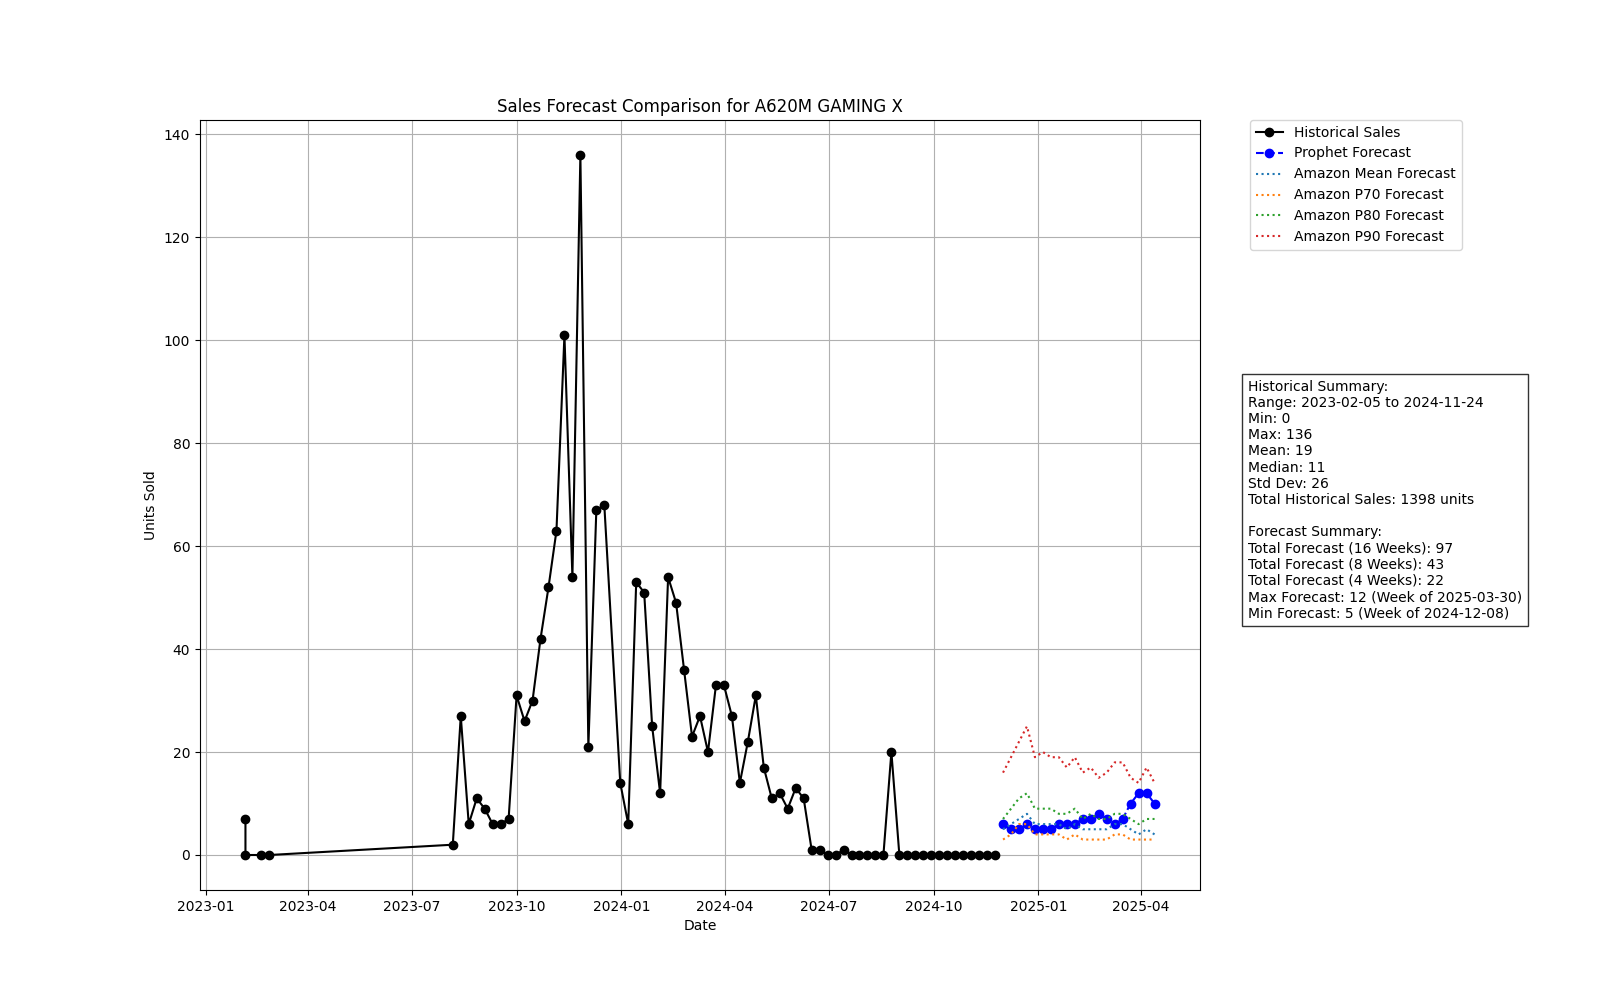 Sales Forecast Comparison for A620M GAMING X
Units Sold
140
120
100
80
60
40
20
0
2023-01
2023-04
2023-07
2023-10
2024-01
2024-04
2024-07
2024-10
2025-01
2025-04
Date
Historical Sales
Prophet Forecast
Amazon Mean Forecast
Amazon P70 Forecast
Amazon P80 Forecast
Amazon P90 Forecast
Historical Summary:
Range: 2023-02-05 to 2024-11-24
Min: 0
Max: 136
Mean: 19
Median: 11
Std Dev: 26
Total Historical Sales: 1398 units
Forecast Summary:
Total Forecast (16 Weeks): 97
Total Forecast (8 Weeks): 43
Total Forecast (4 Weeks): 22
Max Forecast: 12 (Week of 2025-03-30)
Min Forecast: 5 (Week of 2024-12-08)